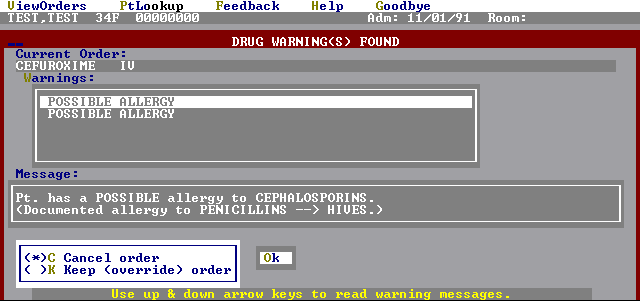 ViewOrders PtLookup Feedback Help Goodbye
TEST,TEST 34F 00000000 Adm: 11/01/91 Room:
DRUG WARNING(S) FOUND
Current Order:
CEFUROXIME IV
Warnings:
POSSIBLE ALLERGY
POSSIBLE ALLERGY
Message:
Pt. has a POSSIBLE allergy to CEPHALOSPORINS.
(Documented allergy to PENICILLINS --> HIVES.)
(*)C Cancel order
( )K Keep (override) order
Ok
Use up & down arrow keys to read warning messages.